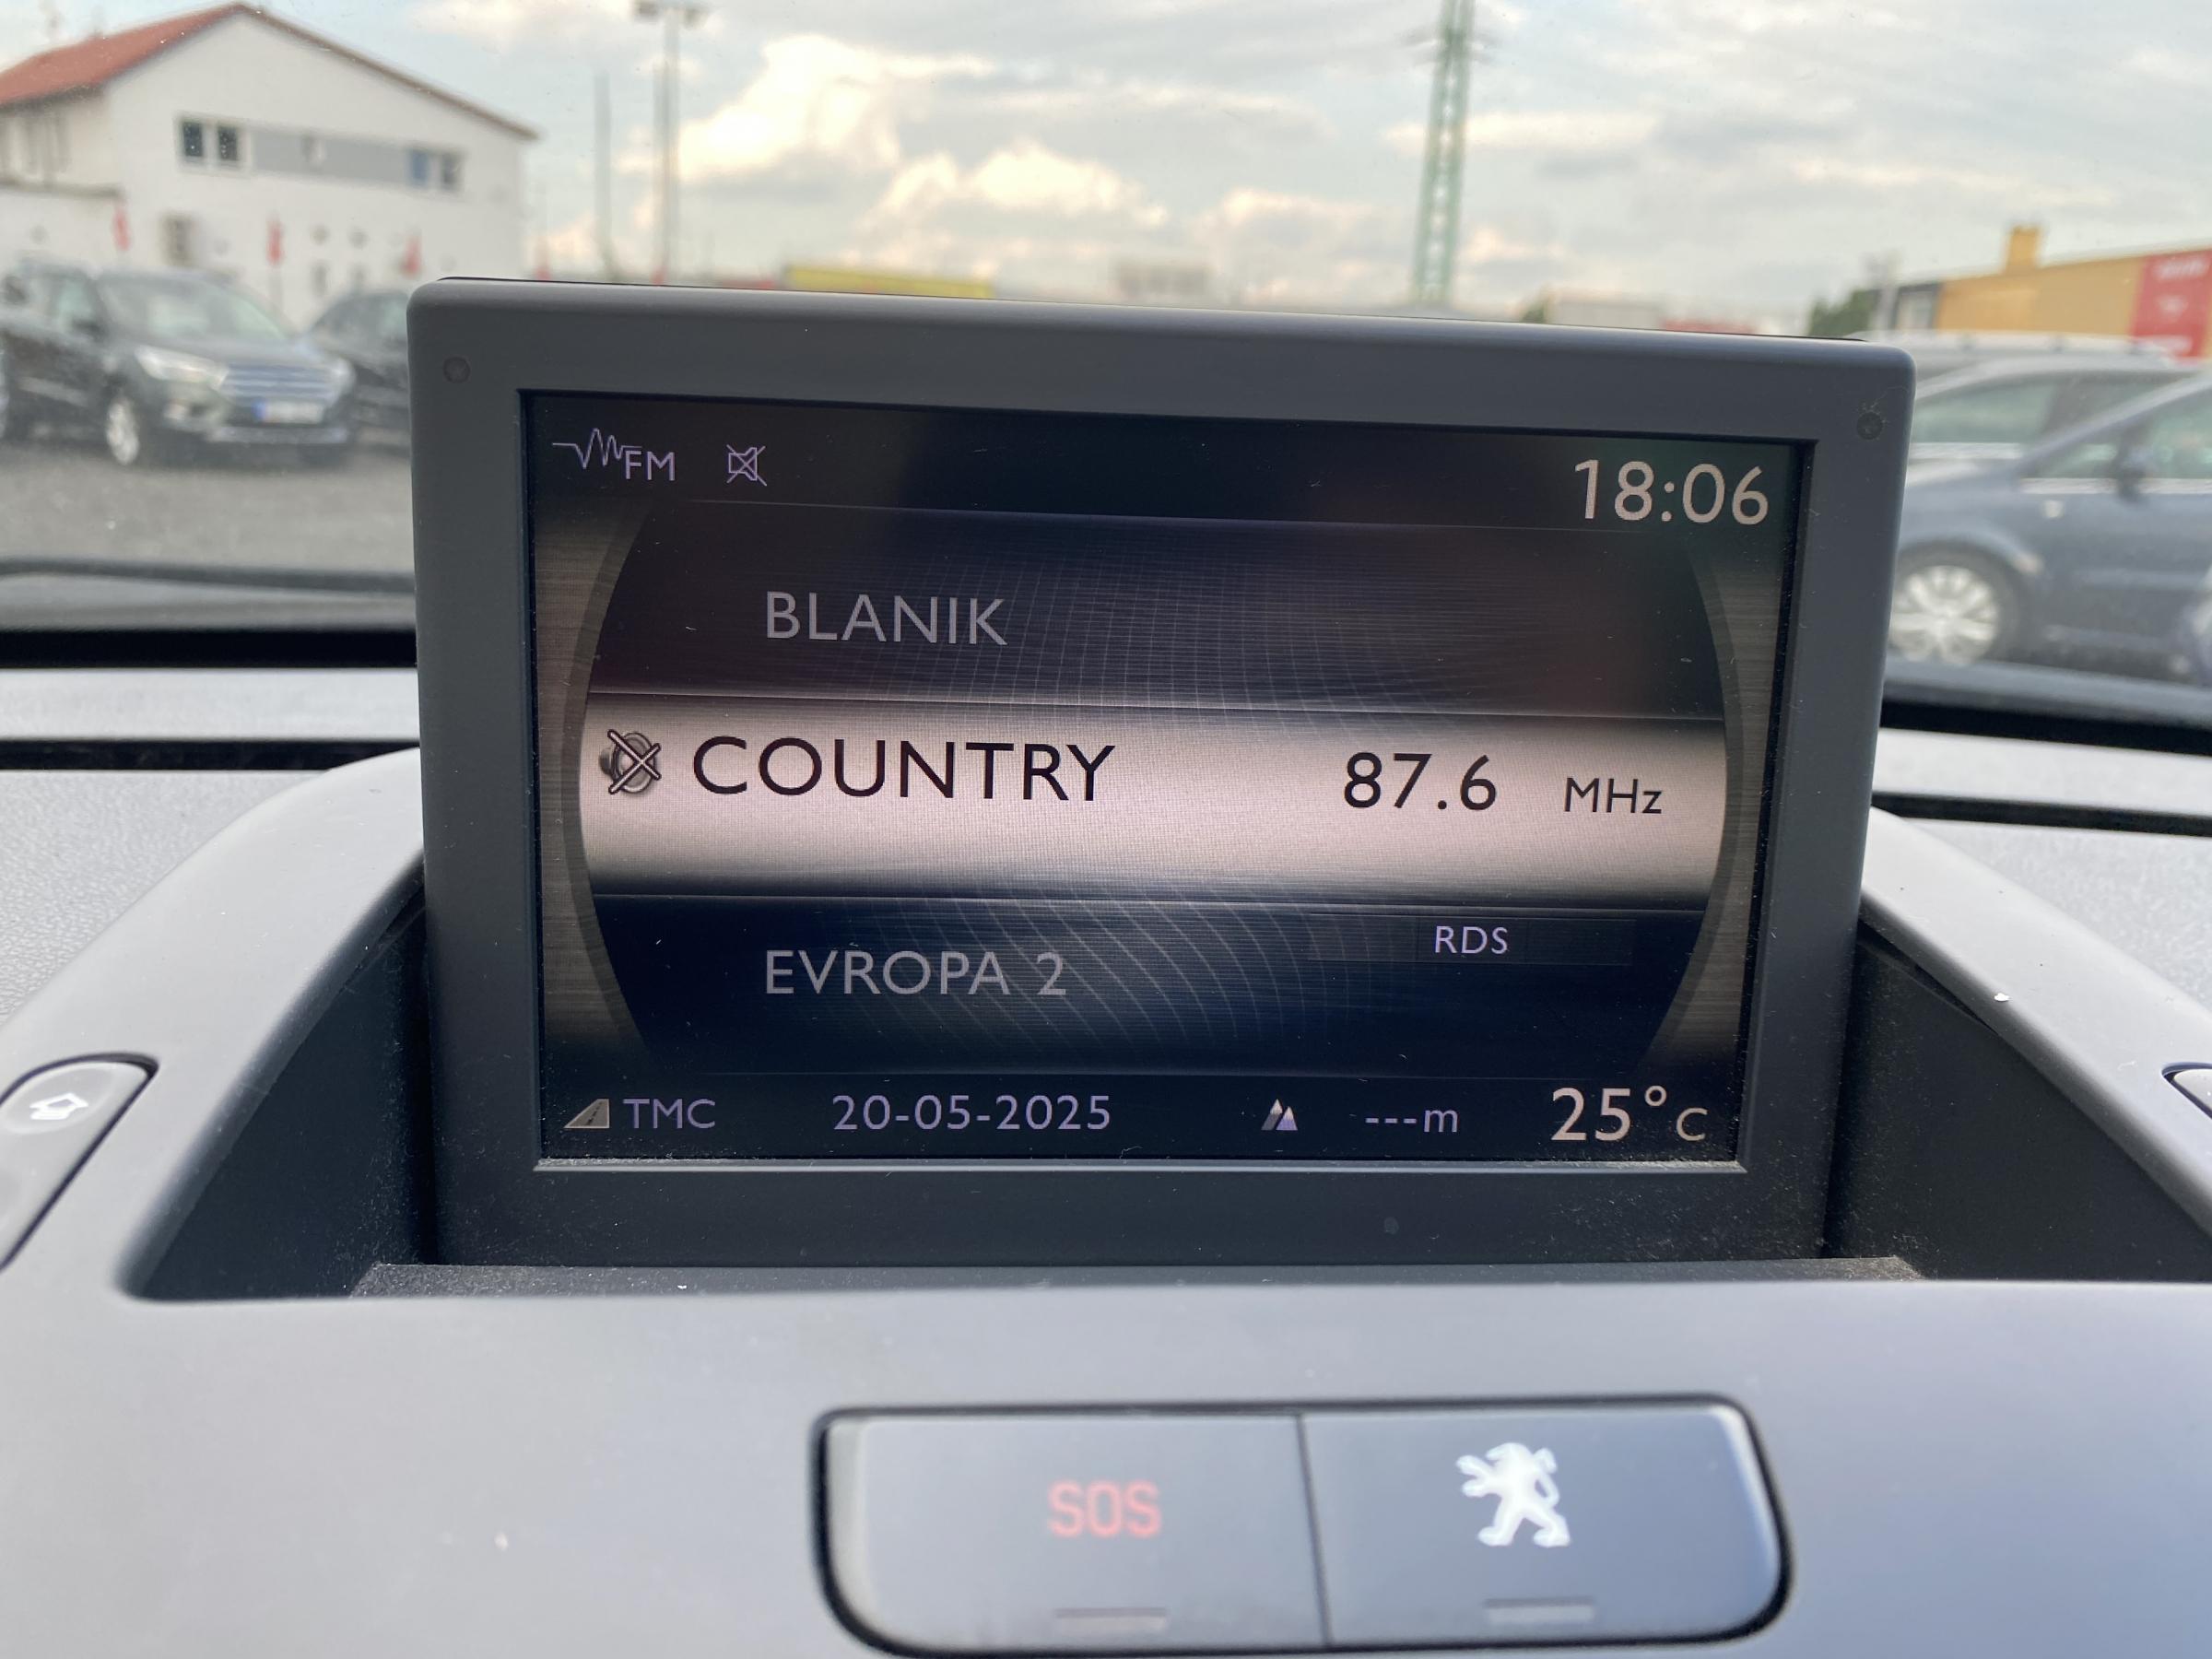 FM
18:06
BLANIK
COUNTRY 87.6 MHz
EVROPA 2
RDS
TMC 20-05-2025 ---m 25°C
SOS